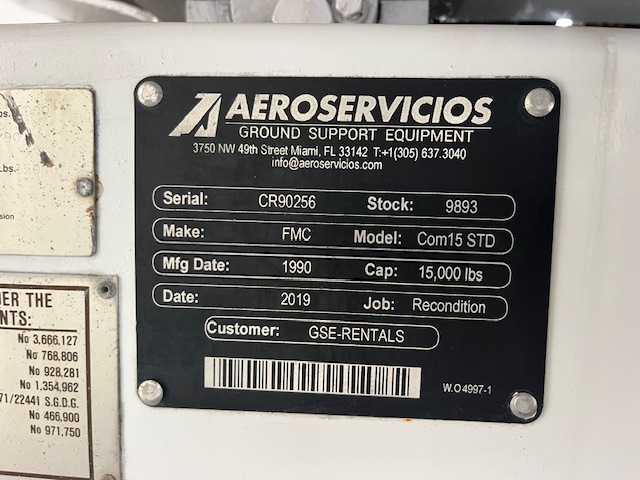 AEROSERVICIOS
GROUND SUPPORT EQUIPMENT
3750 NW 49th Street Miami, FL 33142 T:+1(305) 637.3040
info@aeroservicios.com
Serial: CR90256 Stock: 9893
Make: FMC Model: Com15 STD
Mfg Date: 1990 Cap: 15,000 lbs
Date: 2019 Job: Recondition
Customer: GSE-RENTALS
W.O4997-1
Lbs.
THE
No 3,666,127
No 768,806
No 928,281
No 1,354,962
71/22441 S.G.D.G.
No 466,900
No 971,750